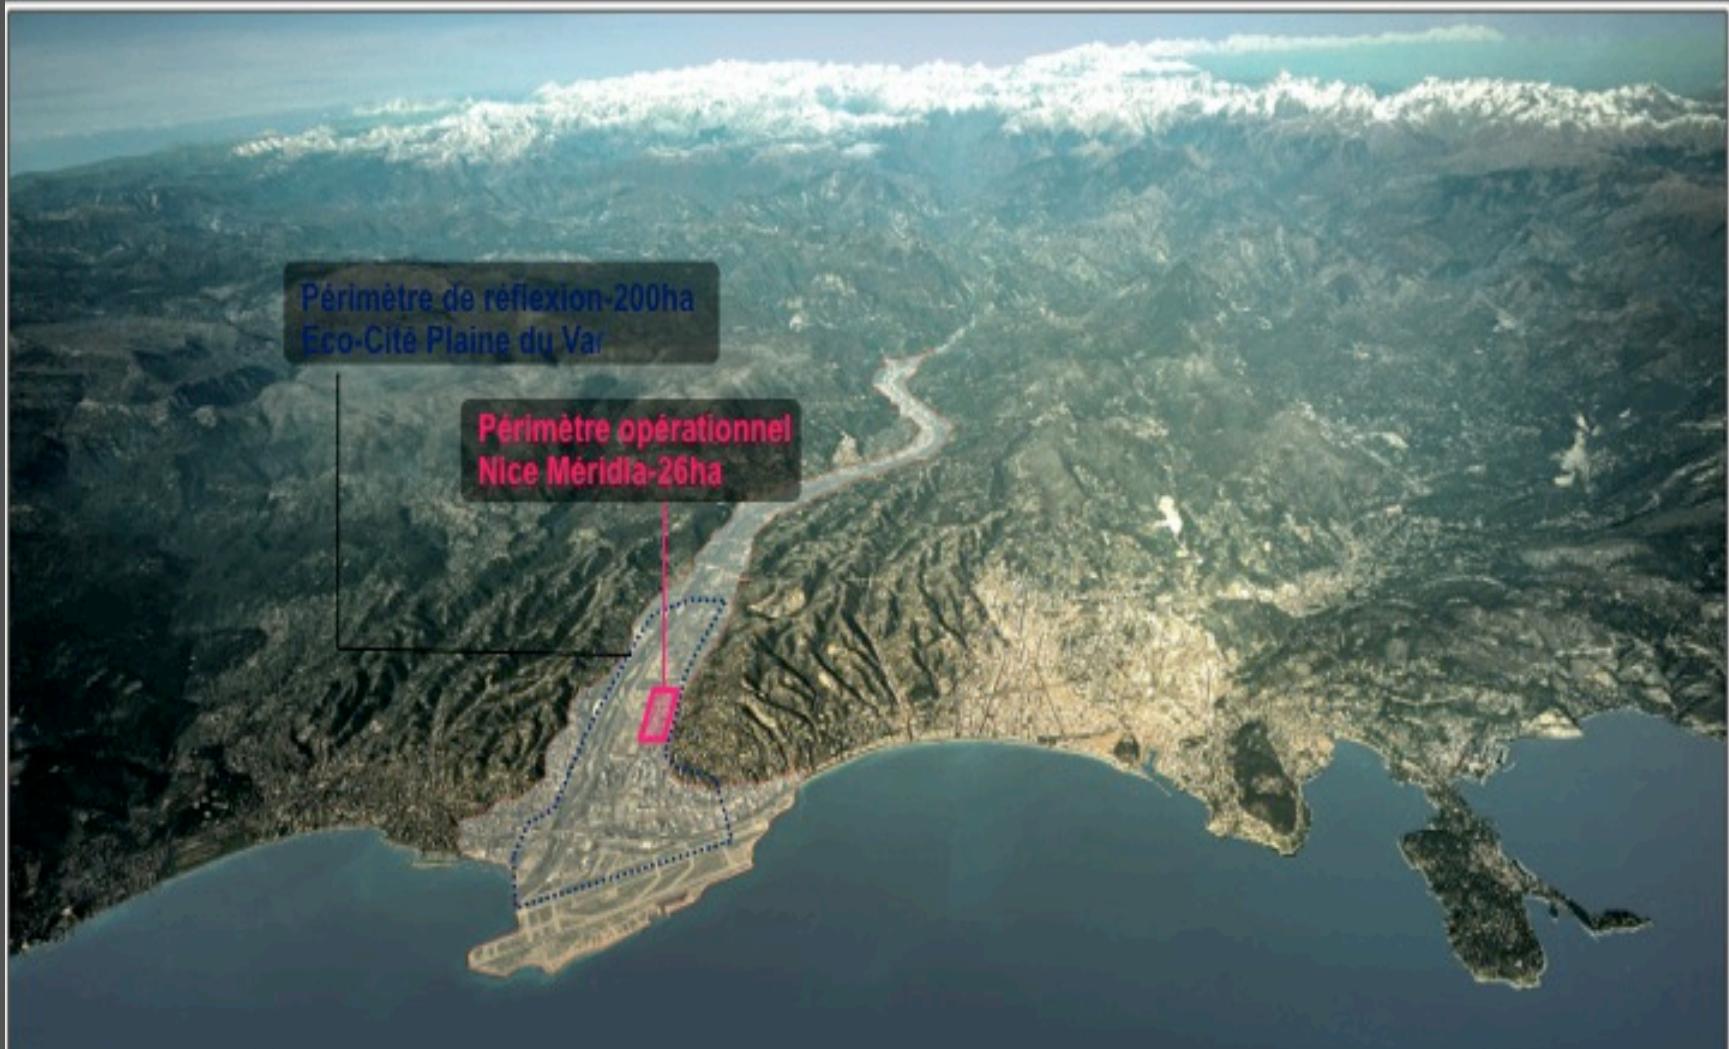 Périmètre de réflexion-200ha
Eco-Cité Plaine du Var
Périmètre opérationnel
Nice Méridia-26ha